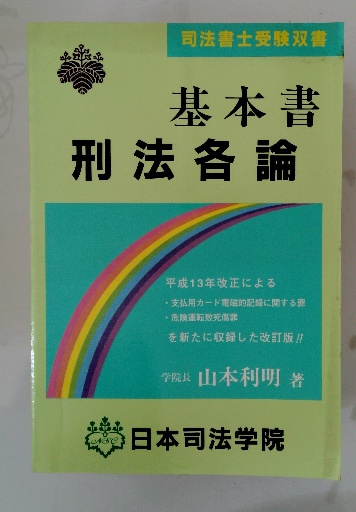 司法書士受験双書
基本書
刑法各論
平成13年改正による
・支払用カード電磁的記録に関する罪
・危険運転致死傷罪
を新たに収録した改訂版!!
学院長 山本利明 著
日本司法学院